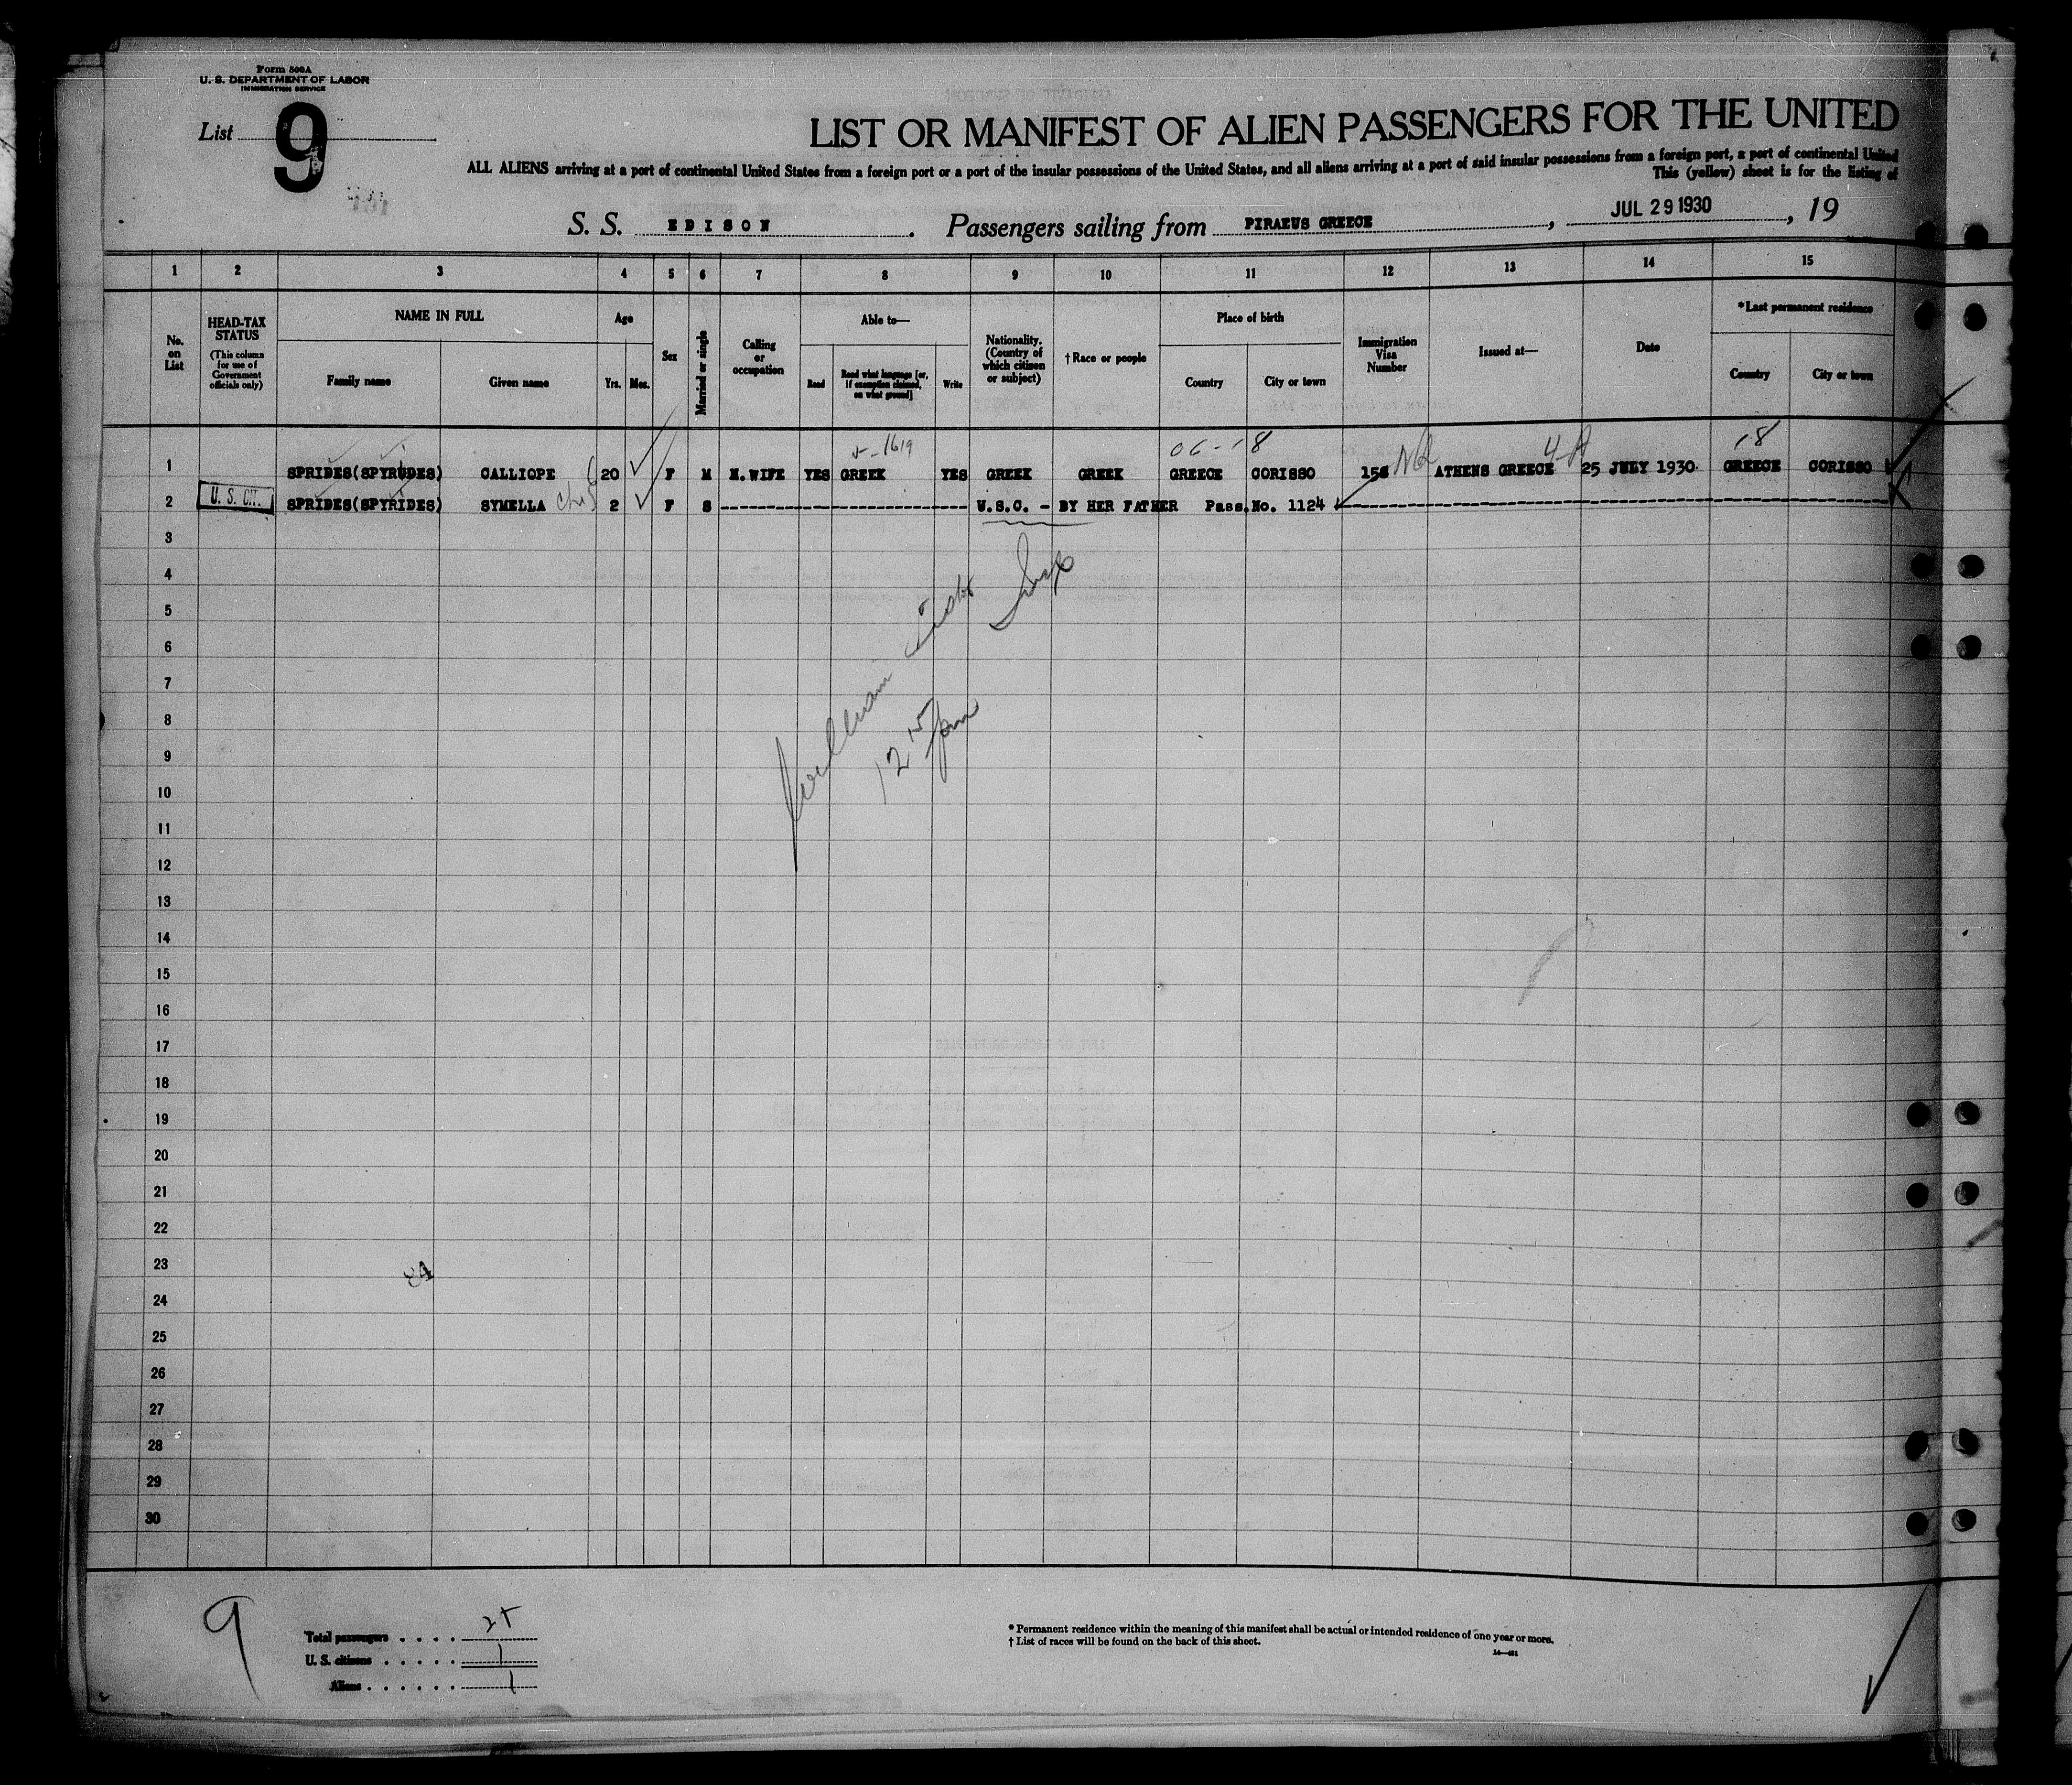 Form 500A
U. S. DEPARTMENT OF LABOR
IMMIGRATION SERVICE
List 9
LIST OR MANIFEST OF ALIEN PASSENGERS FOR THE UNITED
ALL ALIENS arriving at a port of continental United States from a foreign port or a port of the insular possessions of the United States, and all aliens arriving at a port of said insular possessions from a foreign port, a port of continental United
This (yellow) sheet is for the listing of
S. S. EDISON. Passengers sailing from PIRAEUS GREECE, JUL 29 1930, 19
1 2 3 4 5 6 7 8 9 10 11 12 13 14 15
No. on List
HEAD-TAX STATUS (This column for use of Government officials only)
NAME IN FULL
Family name Given name
Age
Yrs. Mos.
Sex
Married or single
Calling or occupation
Able to—
Read Read what language [or, if exemption claimed, on what ground] Write
Nationality. (Country of which citizen or subject)
†Race or people
Place of birth
Country City or town
Immigration Visa Number
Issued at—
Date
*Last permanent residence
Country City or town
1619 18
1 SPRIDES(SPYRIDES) CALLIOPE 20 F M H.WIFE YES GREEK YES GREEK GREEK GREECE CORISSO 156 ATHENS GREECE 25 JULY 1930 GREECE CORISSO
2 U. S. CIT. SPRIDES(SPYRIDES) SYMELLA 2 F S U.S.C. - BY HER FATHER Pass.No. 1124
3
4
5
6
7
8
9
10
11
12
13
14
15
16
17
18
19
20
21
22
23
24
25
26
27
28
29
30
William
Insp
12 15 pm
9
Total passengers . . . . 2
U. S. citizens . . . . . 1
Aliens . . . . . . 1
* Permanent residence within the meaning of this manifest shall be actual or intended residence of one year or more.
† List of races will be found on the back of this sheet.